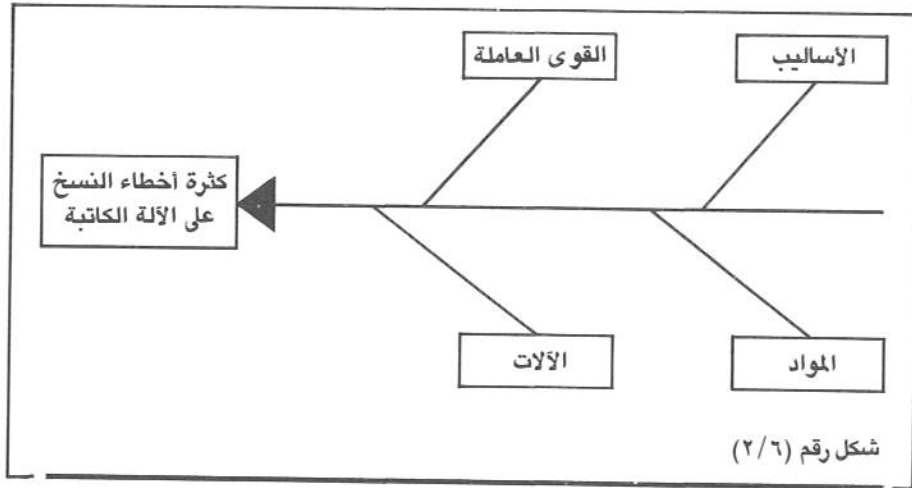 الأساليب
القوى العاملة
كثرة أخطاء النسخ
على الآلة الكاتبة
المواد
الآلات
شكل رقم (٢/٦)